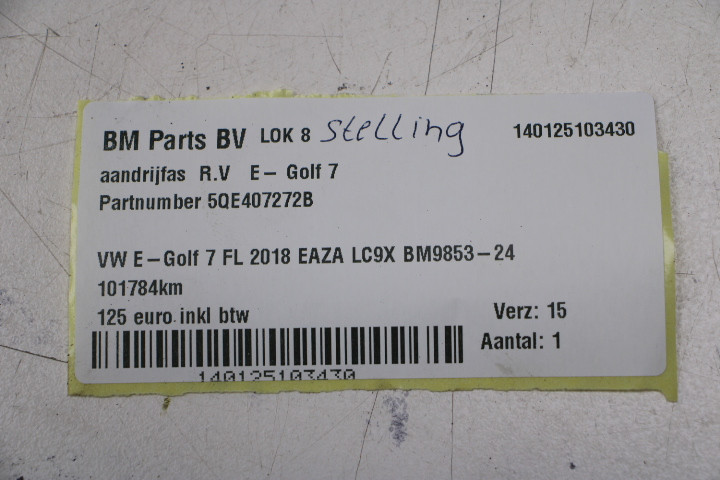 BM Parts BV LOK 8 Stelling 140125103430
aandrijfas R.V E-Golf 7
Partnumber 5QE407272B
VW E-Golf 7 FL 2018 EAZA LC9X BM9853-24
101784km
125 euro inkl btw Verz: 15
Aantal: 1
140125103430